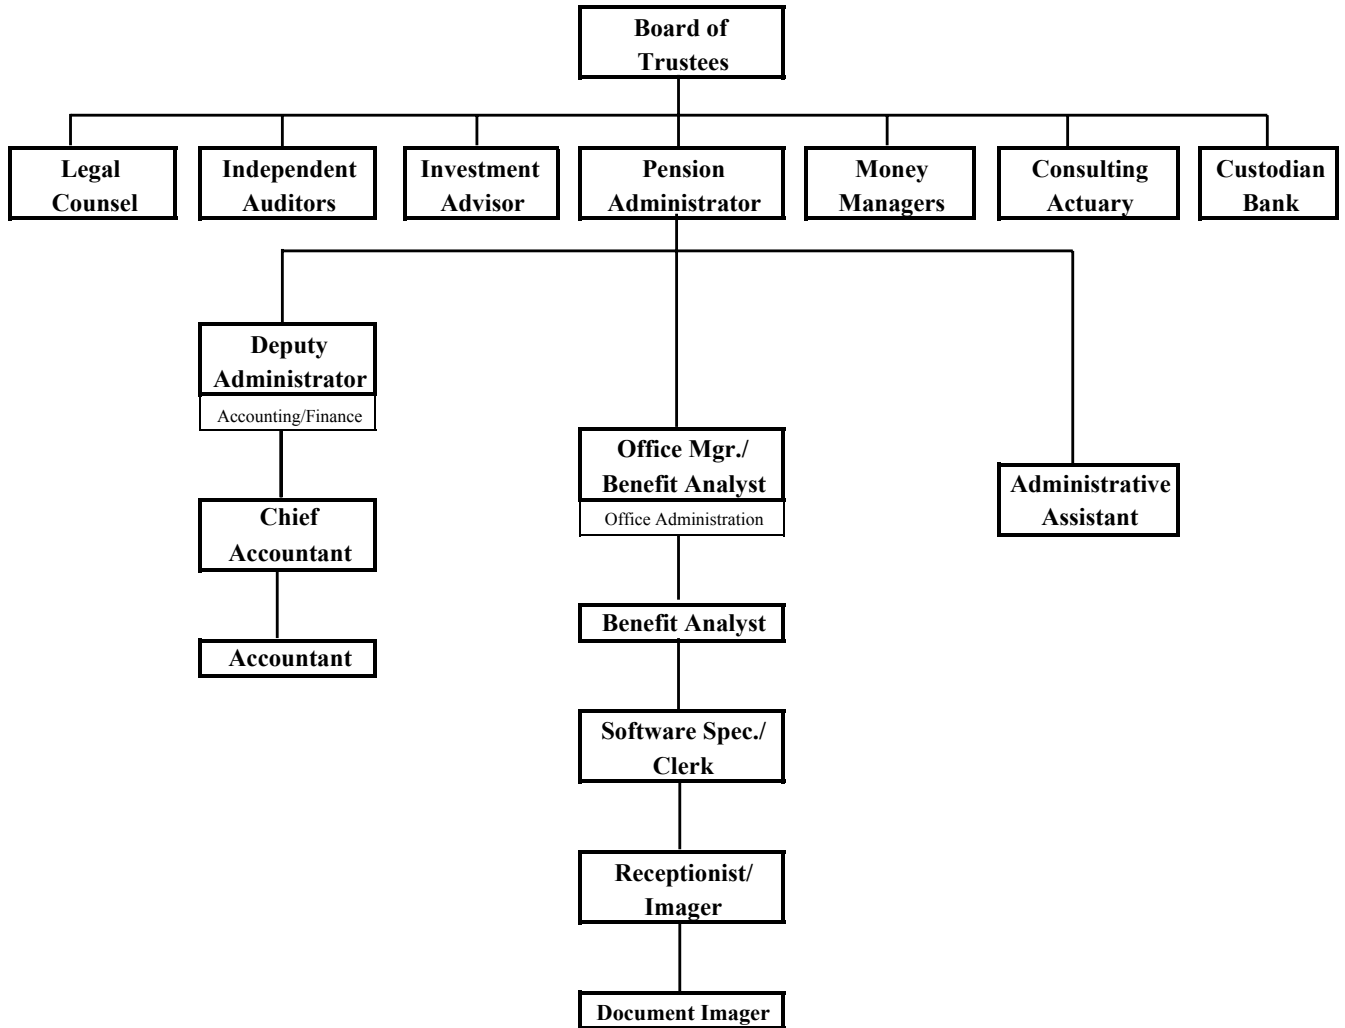 Board of
Trustees
Legal
Counsel
Independent
Auditors
Investment
Advisor
Pension
Administrator
Money
Managers
Consulting
Actuary
Custodian
Bank
Deputy
Administrator
Accounting/Finance
Office Mgr./
Benefit Analyst
Office Administration
Administrative
Assistant
Chief
Accountant
Benefit Analyst
Accountant
Software Spec./
Clerk
Receptionist/
Imager
Document Imager